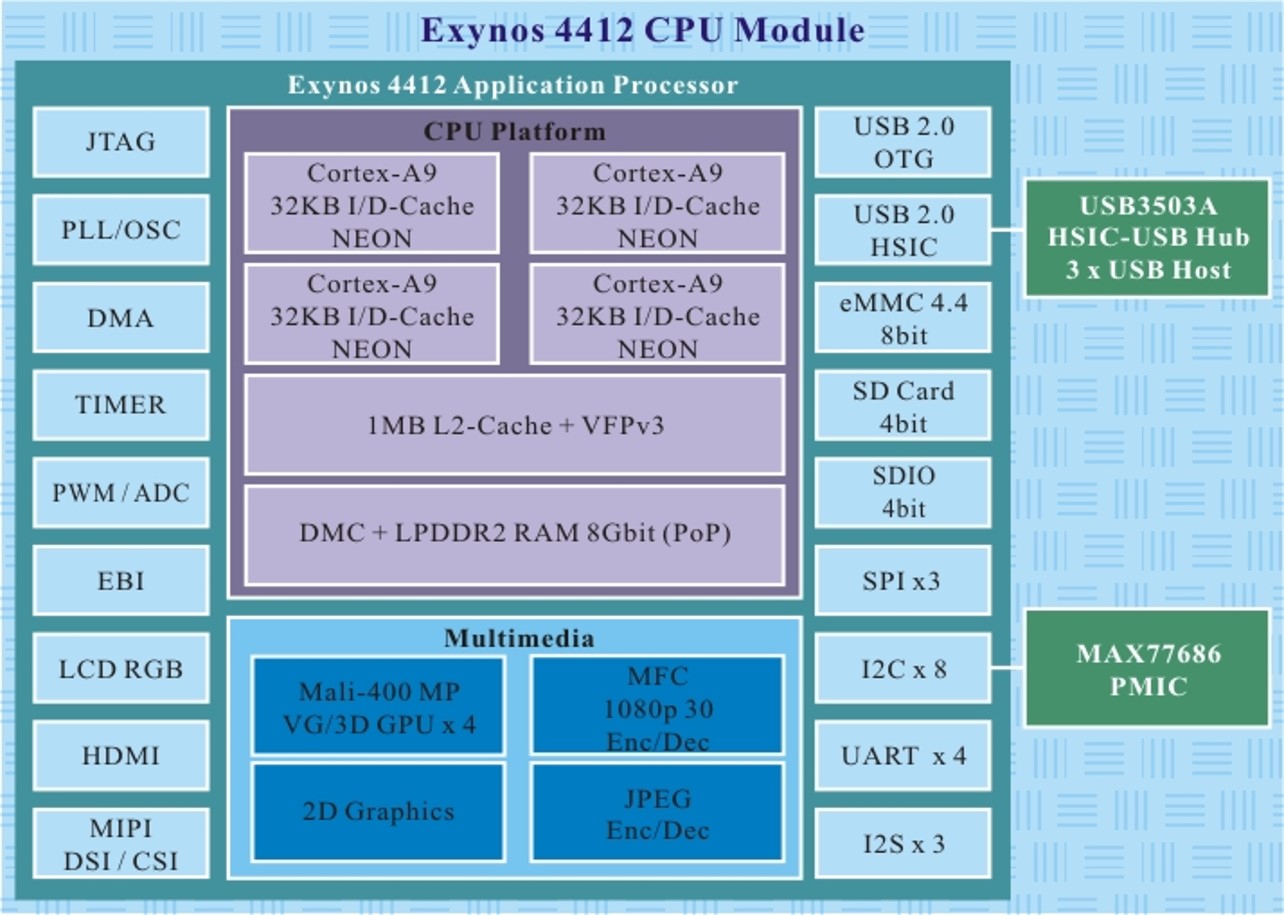 Exynos 4412 CPU Module
Exynos 4412 Application Processor
JTAG
PLL/OSC
DMA
TIMER
PWM / ADC
EBI
LCD RGB
HDMI
MIPI
DSI / CSI
CPU Platform
Cortex-A9
32KB I/D-Cache
NEON
Cortex-A9
32KB I/D-Cache
NEON
Cortex-A9
32KB I/D-Cache
NEON
Cortex-A9
32KB I/D-Cache
NEON
1MB L2-Cache + VFPv3
DMC + LPDDR2 RAM 8Gbit (PoP)
Multimedia
Mali-400 MP
VG/3D GPU x 4
MFC
1080p 30
Enc/Dec
2D Graphics
JPEG
Enc/Dec
USB 2.0
OTG
USB 2.0
HSIC
eMMC 4.4
8bit
SD Card
4bit
SDIO
4bit
SPI x3
I2C x 8
UART x 4
I2S x 3
USB3503A
HSIC-USB Hub
3 x USB Host
MAX77686
PMIC